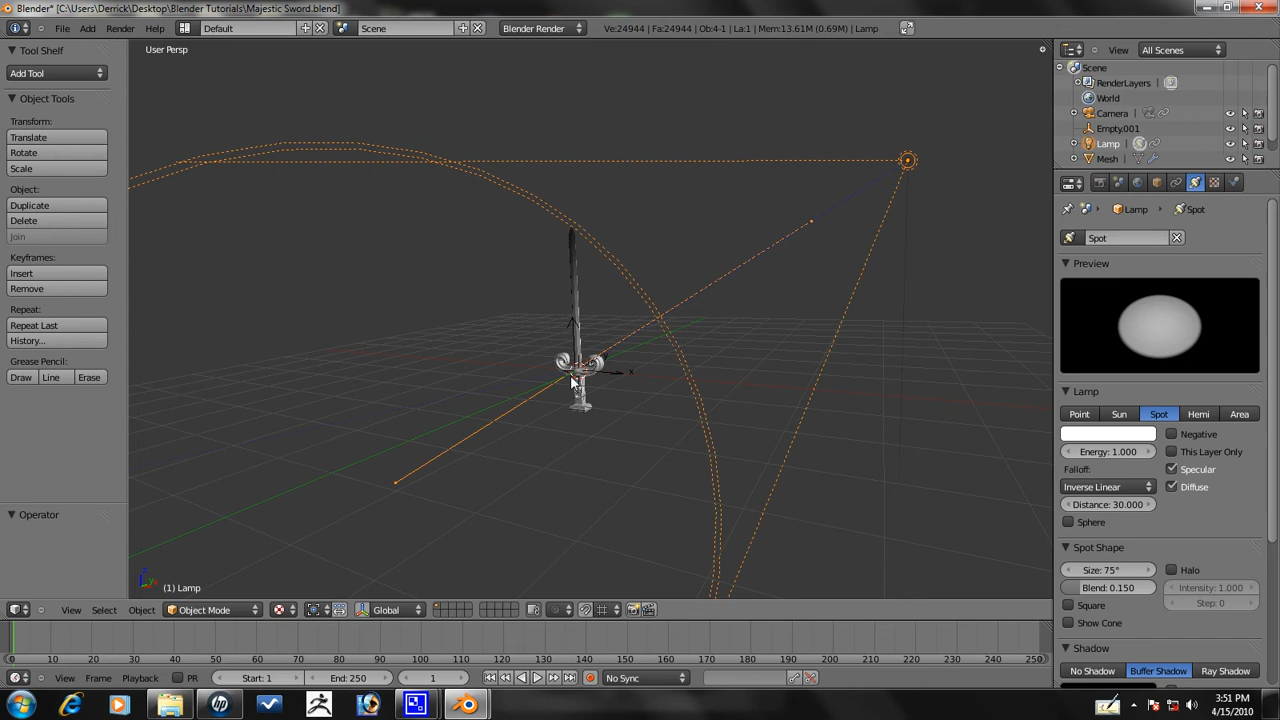 Blender* [C:\Users\Derrick\Desktop\Blender Tutorials\Majestic Sword.blend]
File Add Render Help Default Scene Blender Render Ve:24944 | Fa:24944 | Ob:4-1 | La:1 | Mem:13.61M (0.69M) | Lamp
Tool Shelf
Add Tool
Object Tools
Transform:
Translate
Rotate
Scale
Object:
Duplicate
Delete
Join
Keyframes:
Insert
Remove
Repeat:
Repeat Last
History...
Grease Pencil:
Draw Line Erase
Operator
User Persp
x
z
(1) Lamp
View Select Object Object Mode Global
View All Scenes
Scene
RenderLayers
World
Camera
Empty.001
Lamp
Mesh
Lamp Spot
Spot
Preview
Lamp
Point Sun Spot Hemi Area
Negative
Energy: 1.000 This Layer Only
Falloff: Specular
Inverse Linear Diffuse
Distance: 30.000
Sphere
Spot Shape
Size: 75° Halo
Blend: 0.150 Intensity: 1.000
Square Step: 0
Show Cone
Shadow
No Shadow Buffer Shadow Ray Shadow
0 10 20 30 40 50 60 70 80 90 100 110 120 130 140 150 160 170 180 190 200 210 220 230 240 250
View Frame Playback PR Start: 1 End: 250 1 No Sync
3:51 PM
4/15/2010